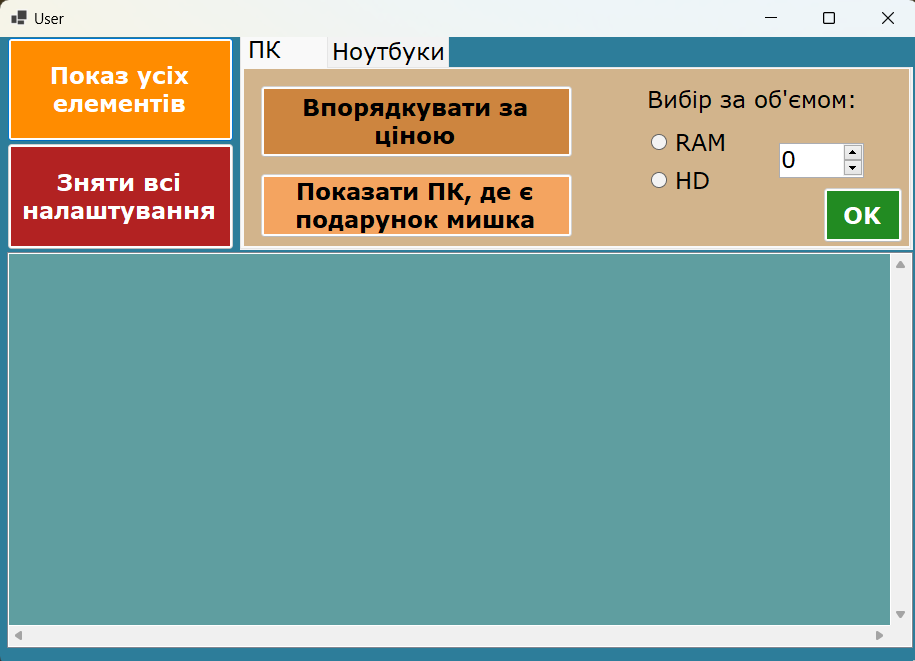 User
Показ усіх
елементів
Зняти всі
налаштування
ПК
Ноутбуки
Впорядкувати за
ціною
Показати ПК, де є
подарунок мишка
Вибір за об'ємом:
RAM
HD
0
OK